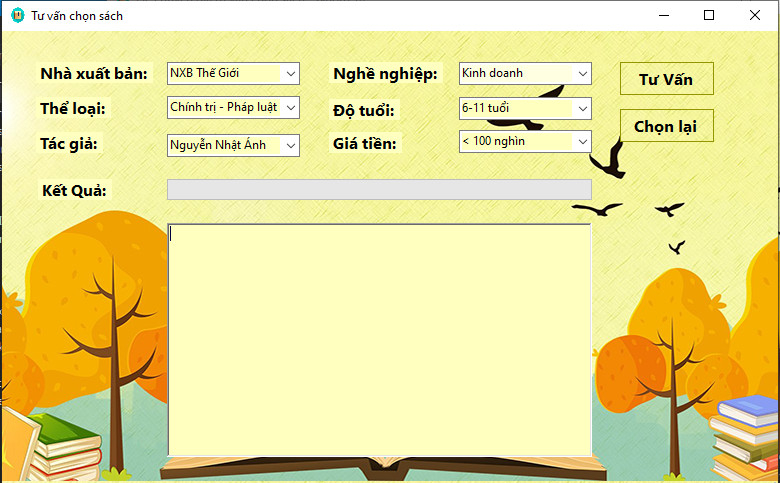 Tư vấn chọn sách
Nhà xuất bản: NXB Thế Giới Nghề nghiệp: Kinh doanh Tư Vấn
Thể loại: Chính trị - Pháp luật Độ tuổi: 6-11 tuổi Chọn lại
Tác giả: Nguyễn Nhật Ánh Giá tiền: < 100 nghìn
Kết Quả: